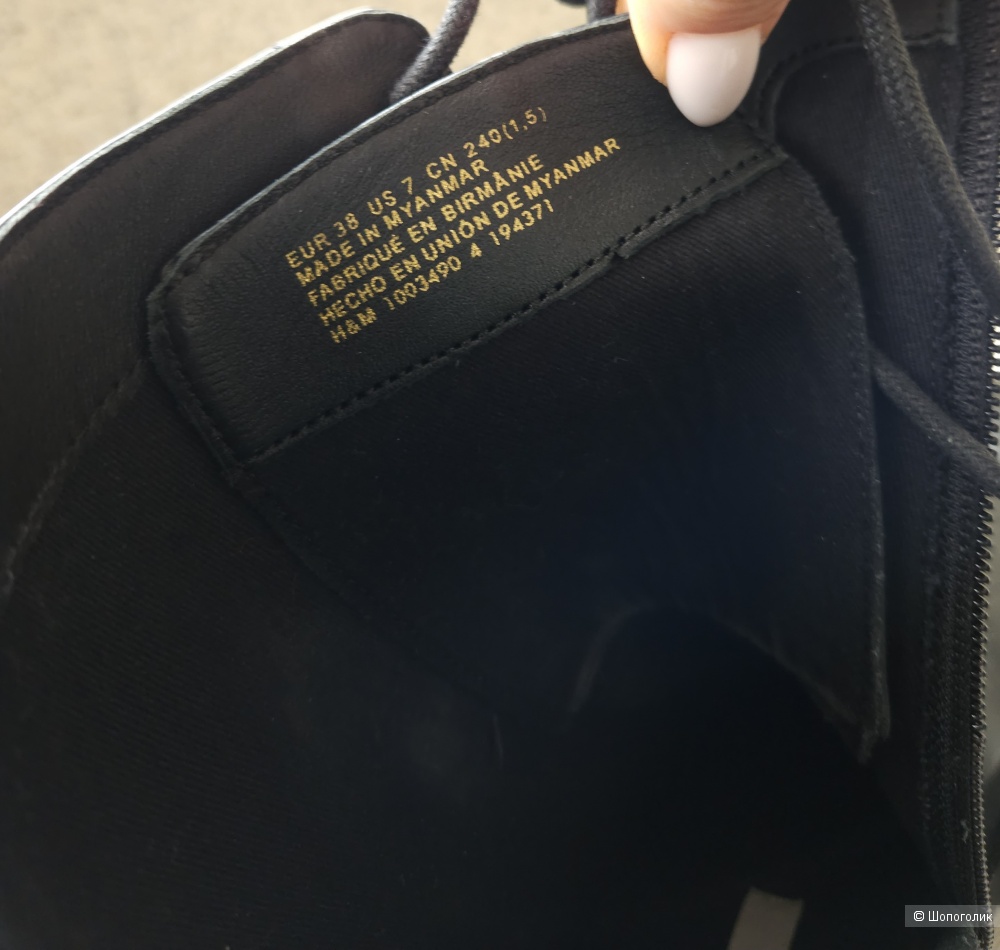 EUR 38 US 7 CN 240(1,5)
MADE IN MYANMAR
FABRIQUÉ EN BIRMANIE
HECHO EN UNIÓN DE MYANMAR
H&M 1003490 4 194371
© Шопоголик